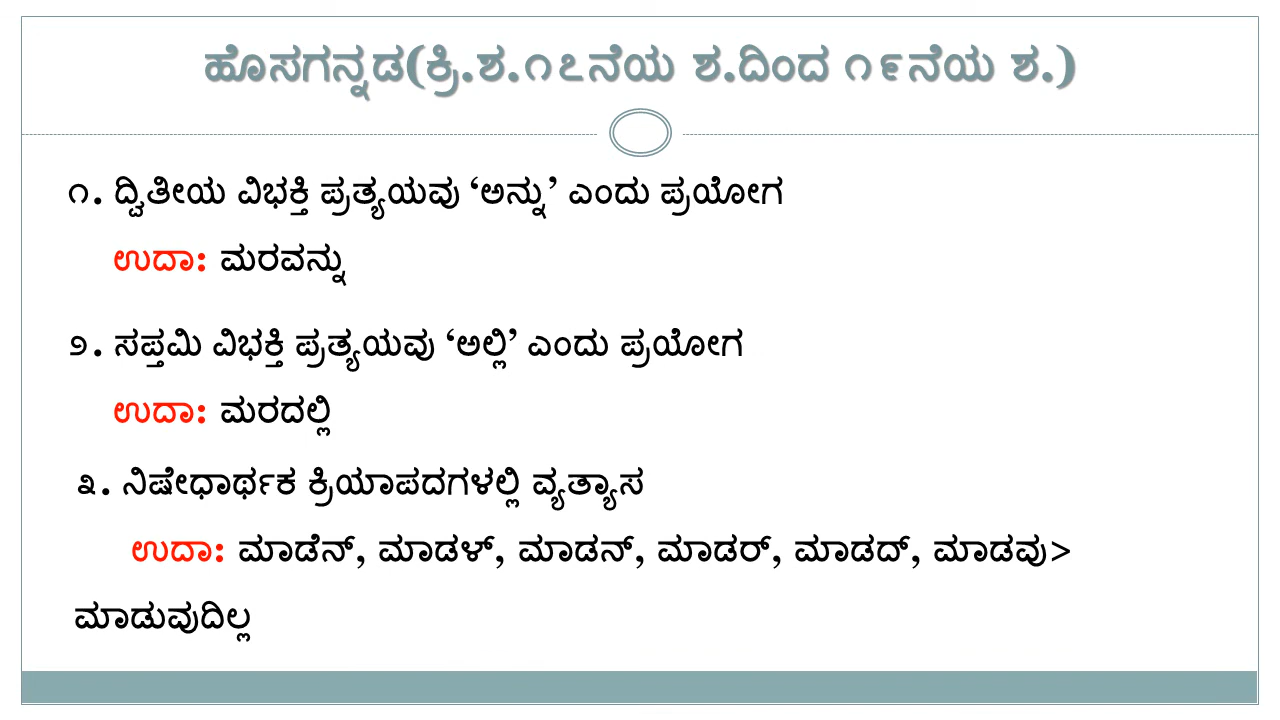 ಹೊಸಗನ್ನಡ(ಕ್ರಿ.ಶ.೧೭ನೆಯ ಶ.ದಿಂದ ೧೯ನೆಯ ಶ.)
೧. ದ್ವಿತೀಯ ವಿಭಕ್ತಿ ಪ್ರತ್ಯಯವು ‘ಅನ್ನು’ ಎಂದು ಪ್ರಯೋಗ
ಉದಾ: ಮರವನ್ನು
೨. ಸಪ್ತಮಿ ವಿಭಕ್ತಿ ಪ್ರತ್ಯಯವು ‘ಅಲ್ಲಿ’ ಎಂದು ಪ್ರಯೋಗ
ಉದಾ: ಮರದಲ್ಲಿ
೩. ನಿಷೇಧಾರ್ಥಕ ಕ್ರಿಯಾಪದಗಳಲ್ಲಿ ವ್ಯತ್ಯಾಸ
ಉದಾ: ಮಾಡೆನ್, ಮಾಡಳ್, ಮಾಡನ್, ಮಾಡರ್, ಮಾಡದ್, ಮಾಡವು>
ಮಾಡುವುದಿಲ್ಲ